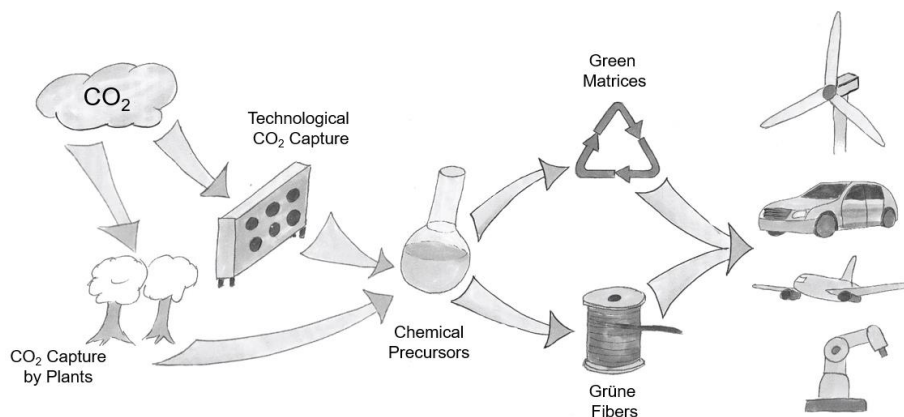 CO₂
Technological
CO₂ Capture
CO₂ Capture
by Plants
Chemical
Precursors
Green
Matrices
Grüne
Fibers